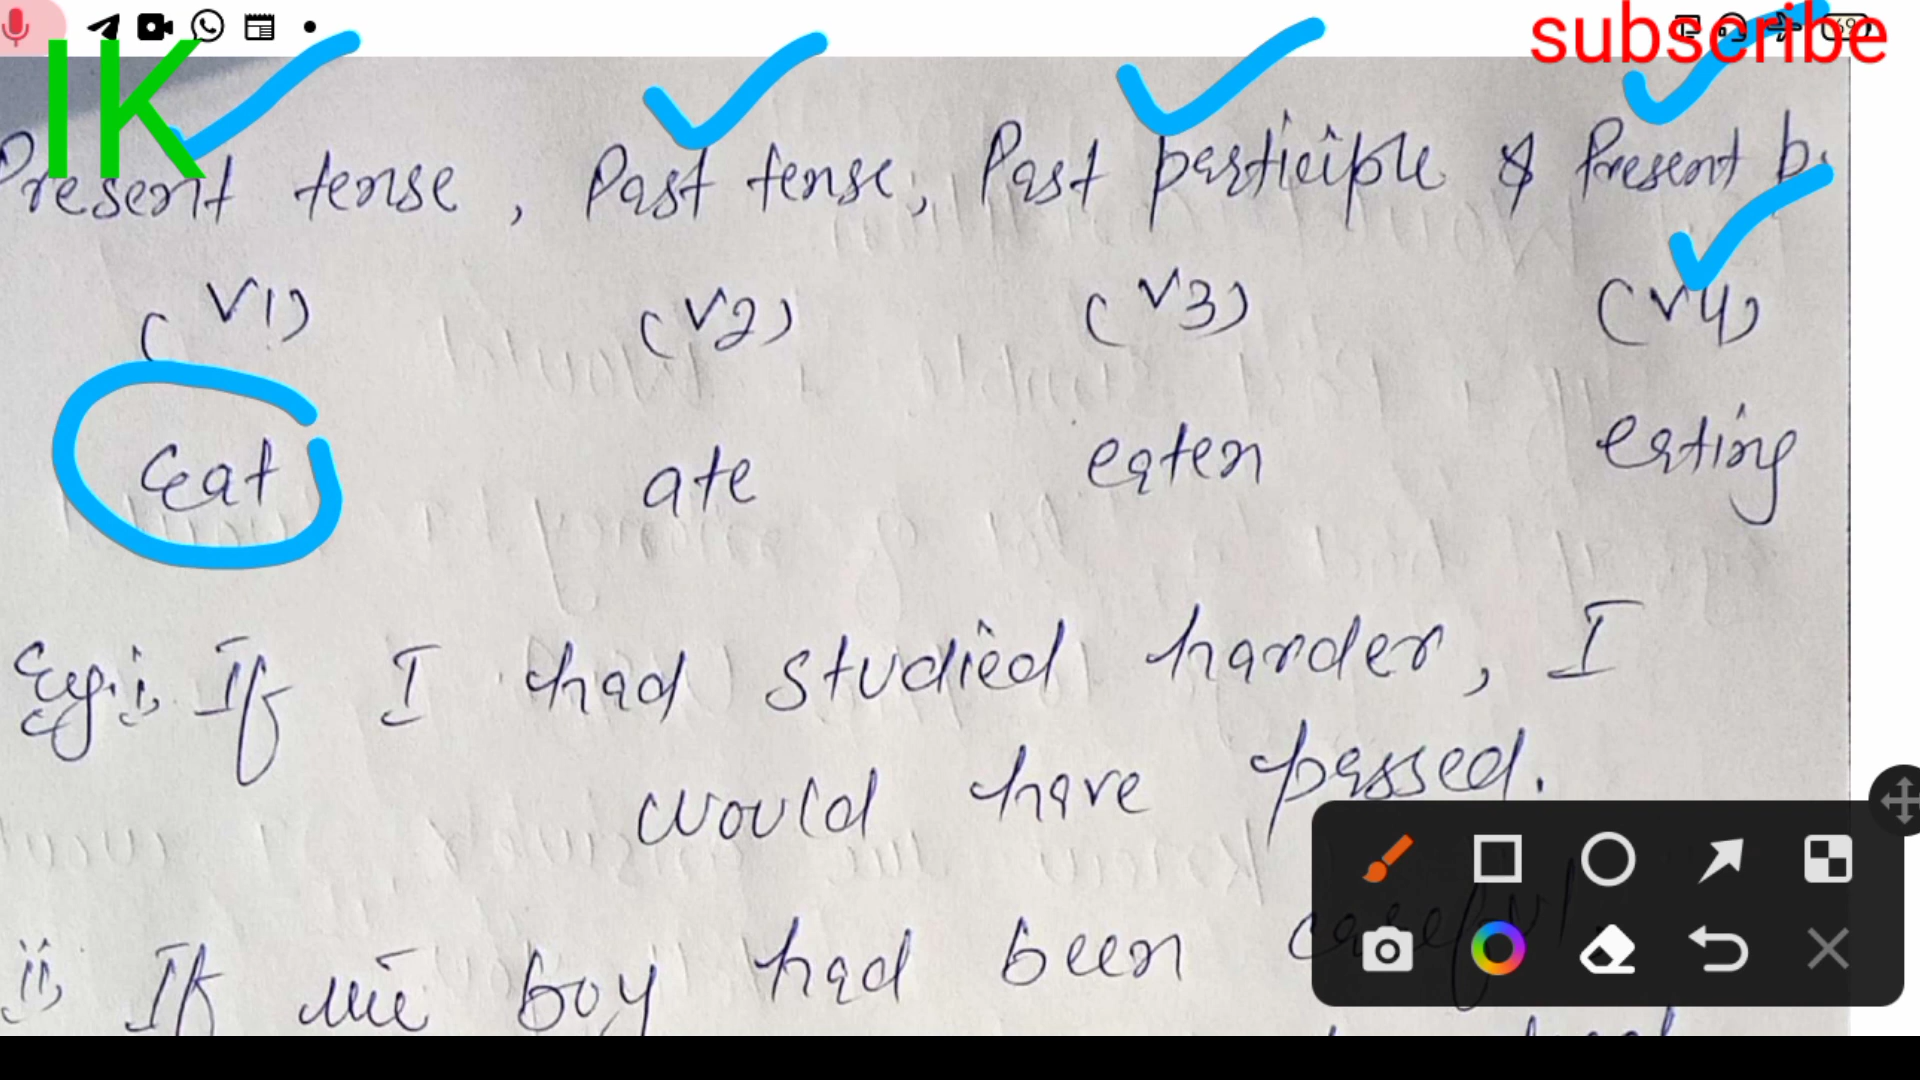 IK
subscribe
Present tense, Past tense, Past participle & Present
(V1) (V2) (V3) (V4)
Eat ate eaten eating
Eg: i, If I had studied harder, I
would have passed.
ii, If the boy had been careful